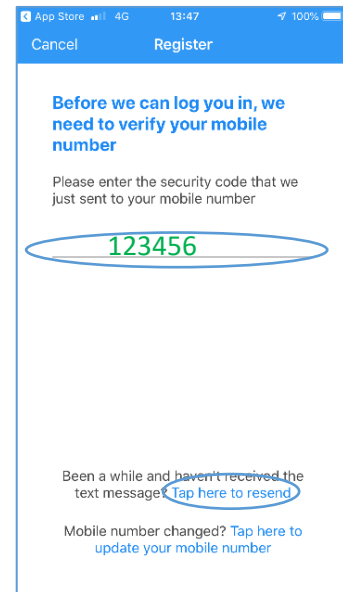 App Store 4G 13:47 100%
Cancel Register
Before we can log you in, we
need to verify your mobile
number
Please enter the security code that we
just sent to your mobile number
123456
Been a while and haven't received the
text message? Tap here to resend
Mobile number changed? Tap here to
update your mobile number